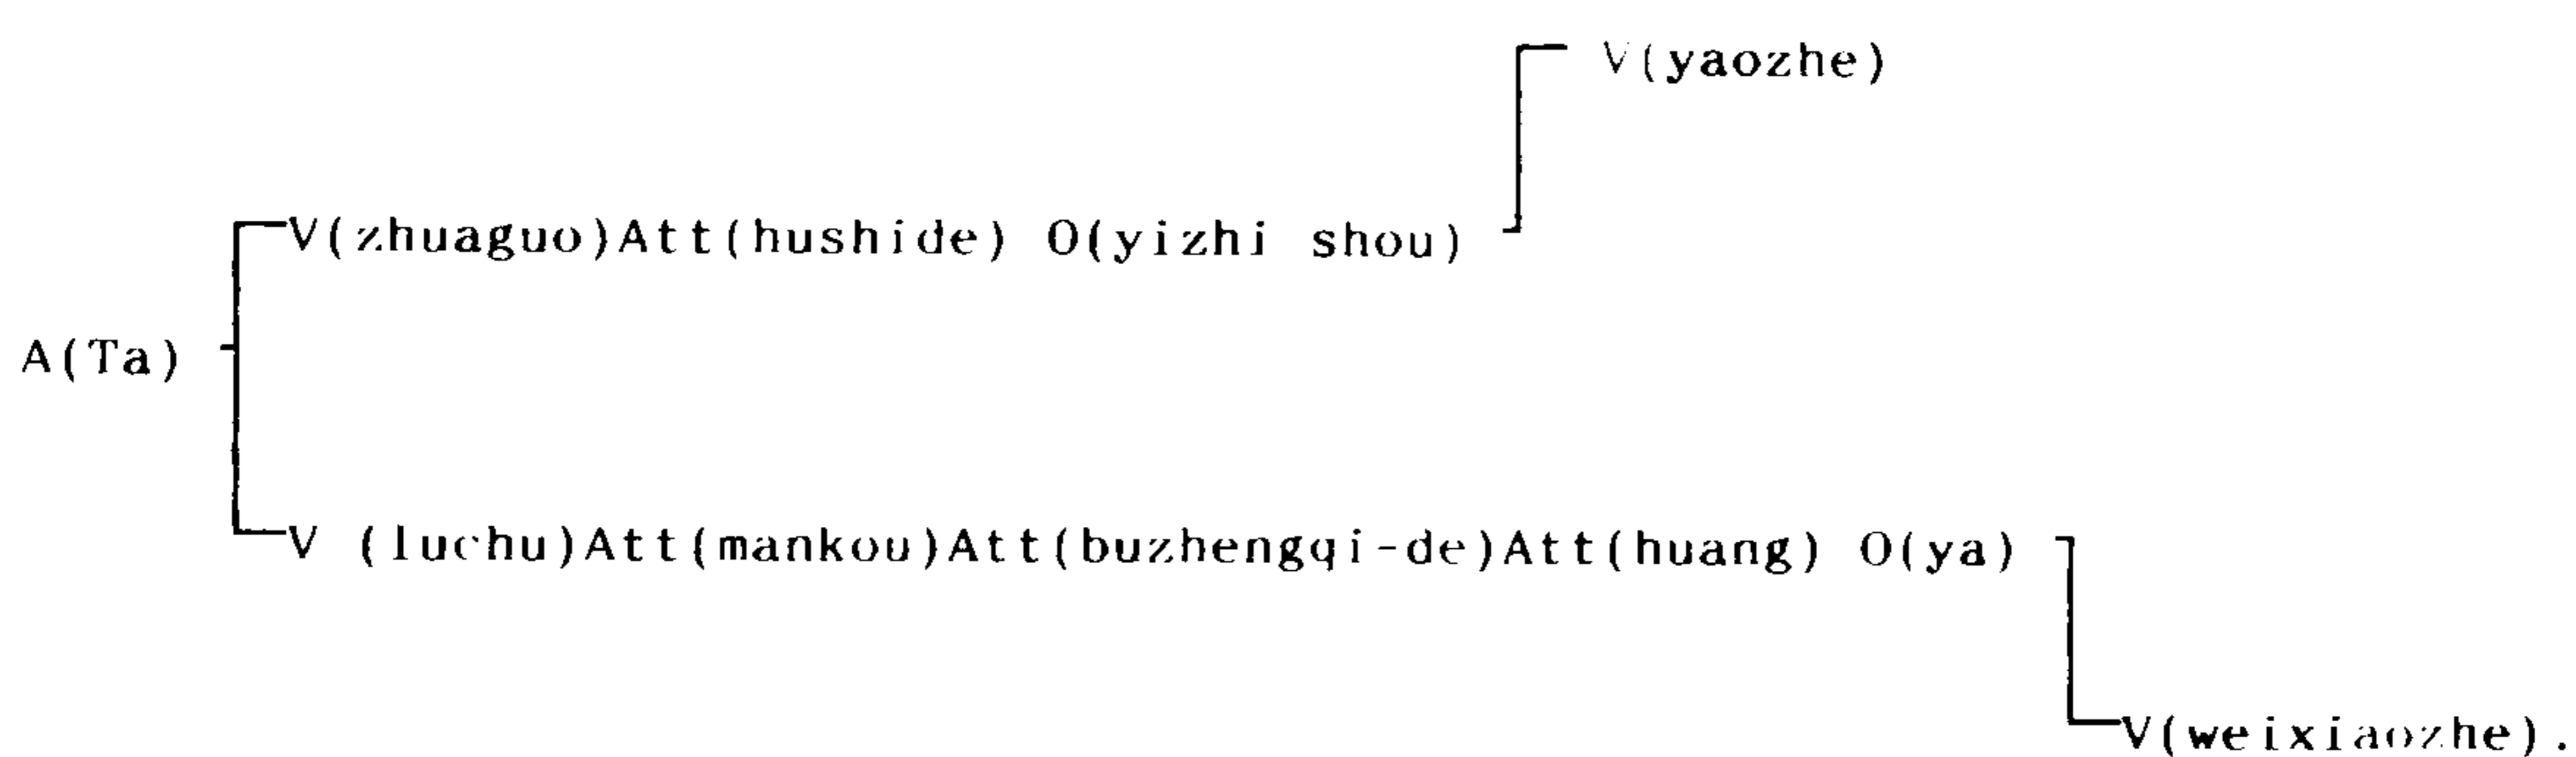 V(yaozhe)
V(zhuaguo)Att(hushide) O(yizhi shou)
A(Ta)
V (luchu)Att(mankou)Att(buzhengqi-de)Att(huang) O(ya)
V(weixiaozhe).